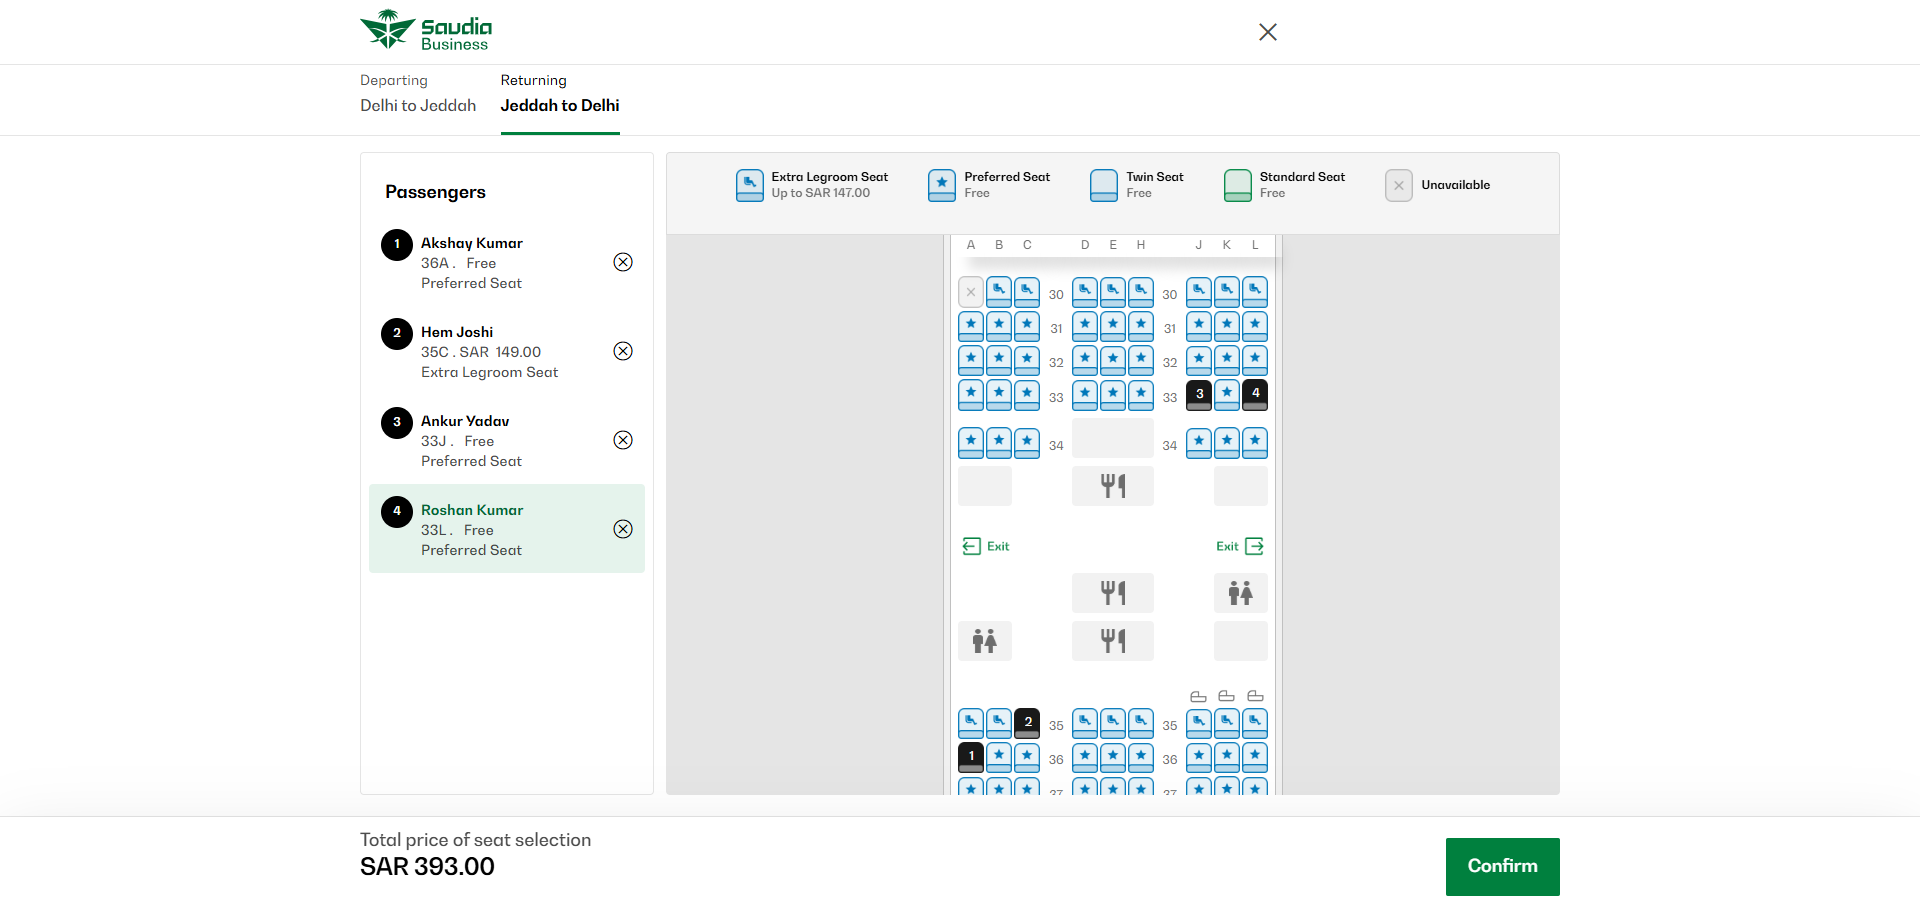 Saudia
Business
Departing
Delhi to Jeddah
Returning
Jeddah to Delhi
Passengers
1
Akshay Kumar
36A . Free
Preferred Seat
2
Hem Joshi
35C . SAR 149.00
Extra Legroom Seat
3
Ankur Yadav
33J . Free
Preferred Seat
4
Roshan Kumar
33L . Free
Preferred Seat
Extra Legroom Seat
Up to SAR 147.00
Preferred Seat
Free
Twin Seat
Free
Standard Seat
Free
Unavailable
A B C D E H J K L
30 30
31 31
32 32
33 33 3 4
34 34
Exit Exit
2 35 35
1 36 36
37 37
Total price of seat selection
SAR 393.00
Confirm